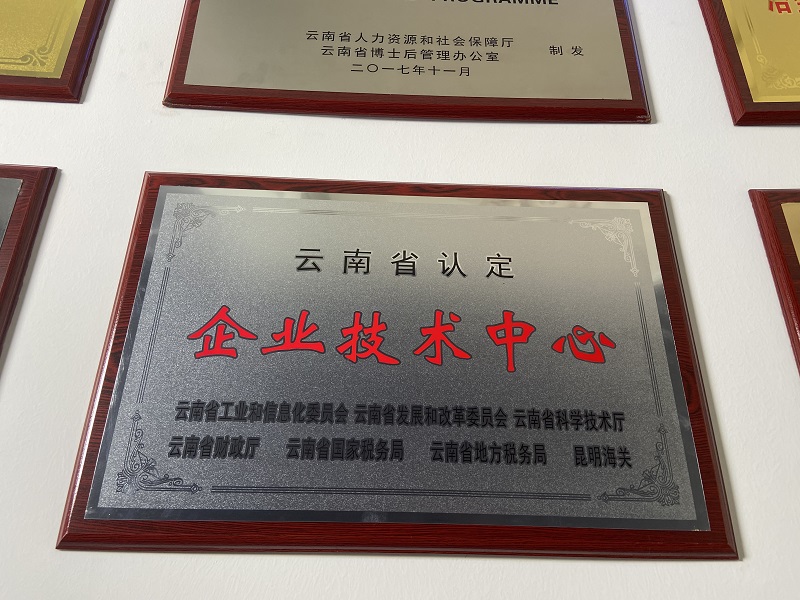 PROGRAMME
云南省人力资源和社会保障厅
云南省博士后管理办公室 制发
二〇一七年十一月
云南省认定
企业技术中心
云南省工业和信息化委员会 云南省发展和改革委员会 云南省科学技术厅
云南省财政厅 云南省国家税务局 云南省地方税务局 昆明海关